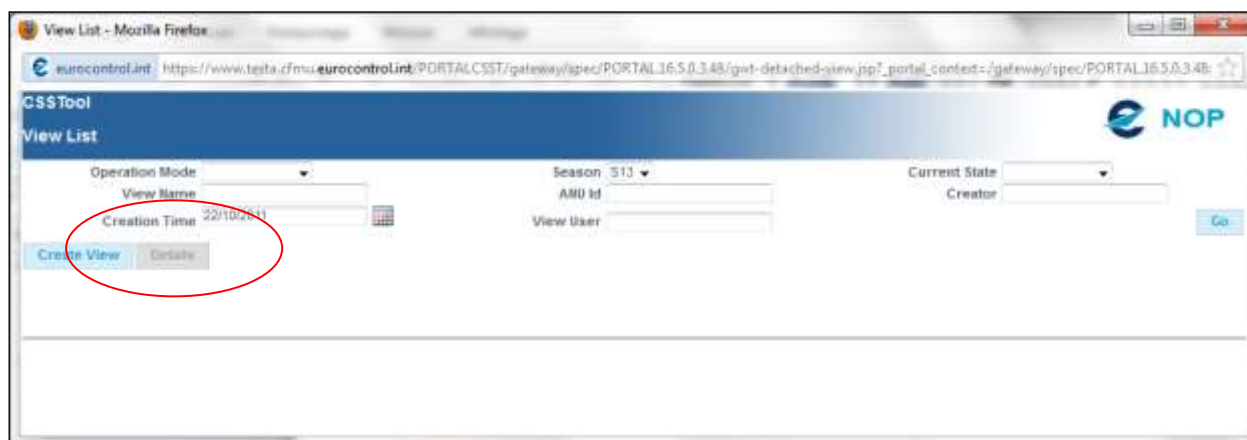 View List - Mozilla Firefox
eurocontrol.int https://www.testa.cfmu.eurocontrol.int/PORTALCSST/gateway/spec/PORTAL.16.5.0.3.48/gwt-detached-view.jsp?_portal_context=/gateway/spec/PORTAL.16.5.0.3.48:
CSSTool
NOP
View List
Operation Mode Season S13 Current State
View Name ANU Id Creator
Creation Time 22/10/2011 View User Go
Create View Details